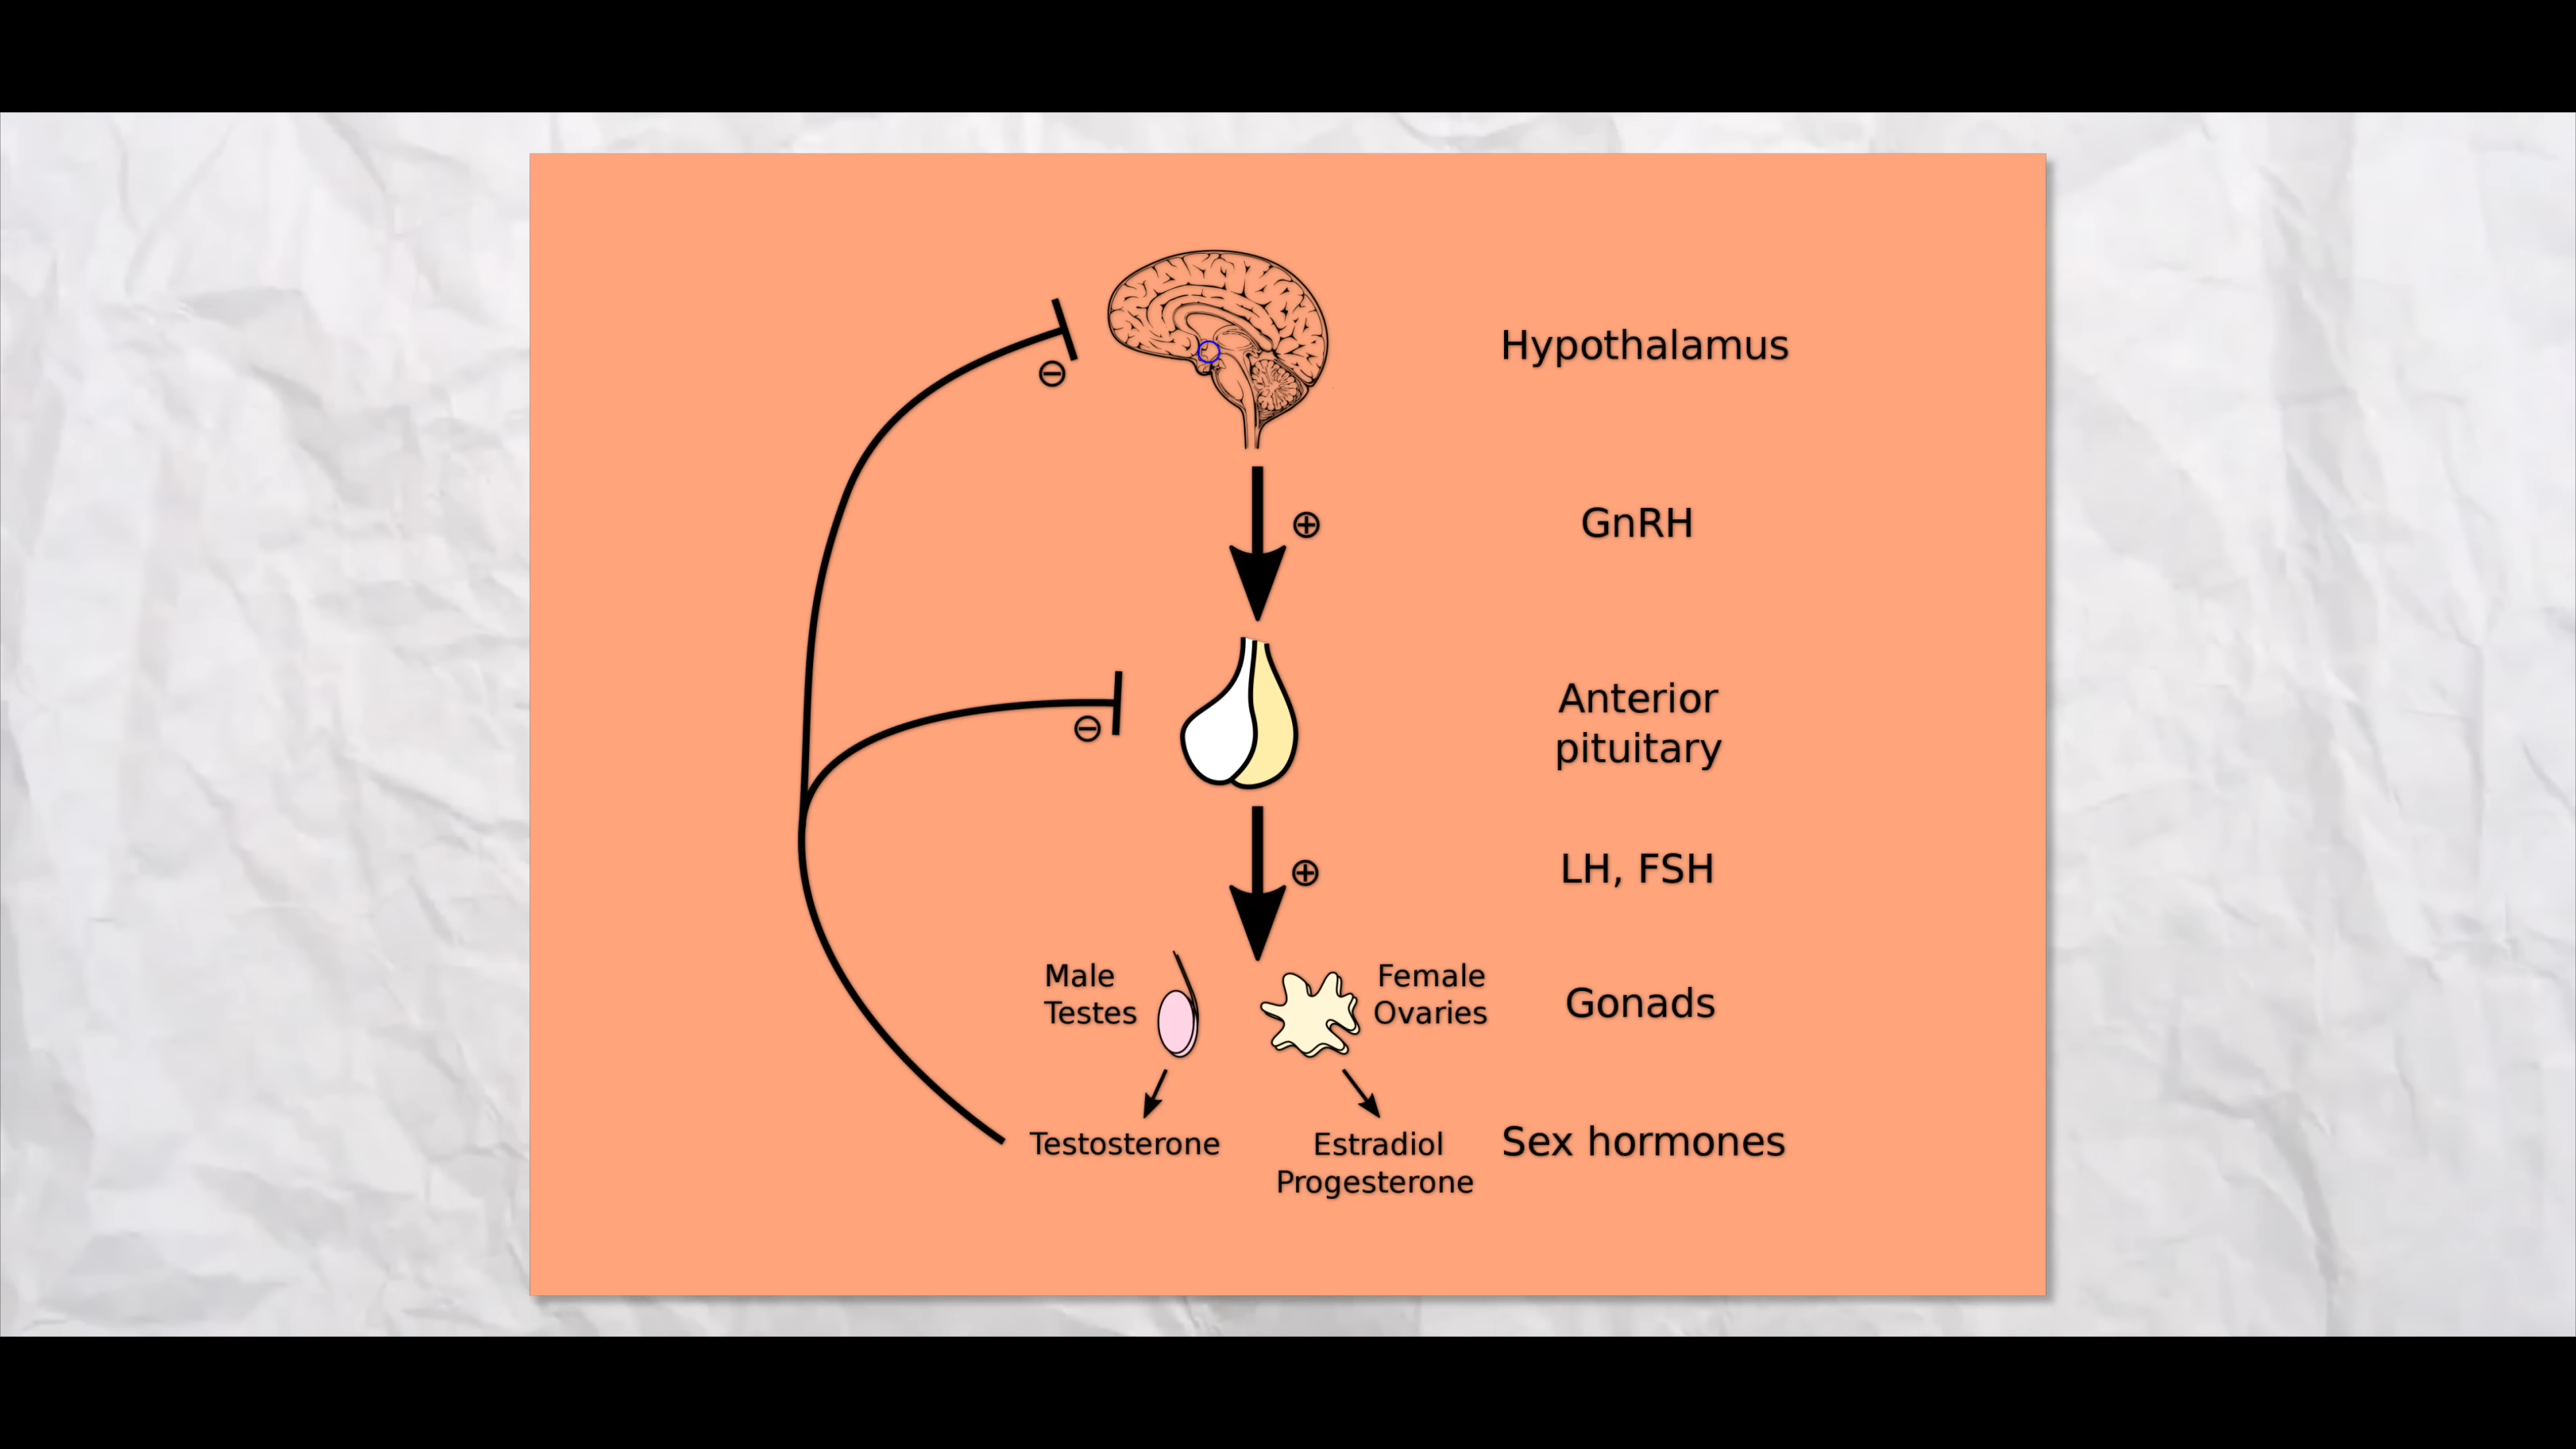 Hypothalamus
⊖
⊕
GnRH
Anterior
pituitary
⊖
⊕
LH, FSH
Male
Testes
Female
Ovaries
Gonads
Testosterone
Estradiol
Progesterone
Sex hormones